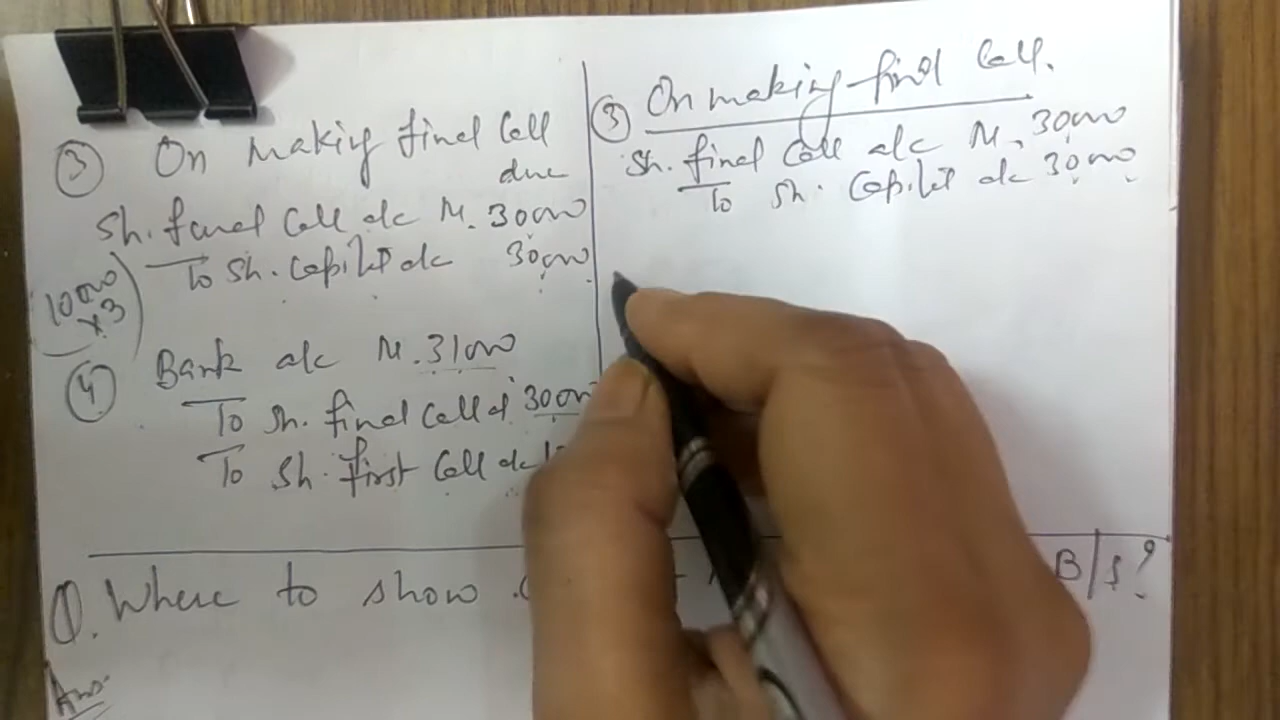 ③ On Making final Call
due
Sh. final Call a/c Dr. 30000
To Sh. Capital a/c 30000
10000
x3
④ Bank a/c Dr. 31000
To Sh. final Call a/c 3000
To Sh. first Call a/c
③ On making final Call.
Sh. final Call a/c Dr. 30000
To Sh. Capital a/c 30000
Q. Where to show B/S?
Ans.